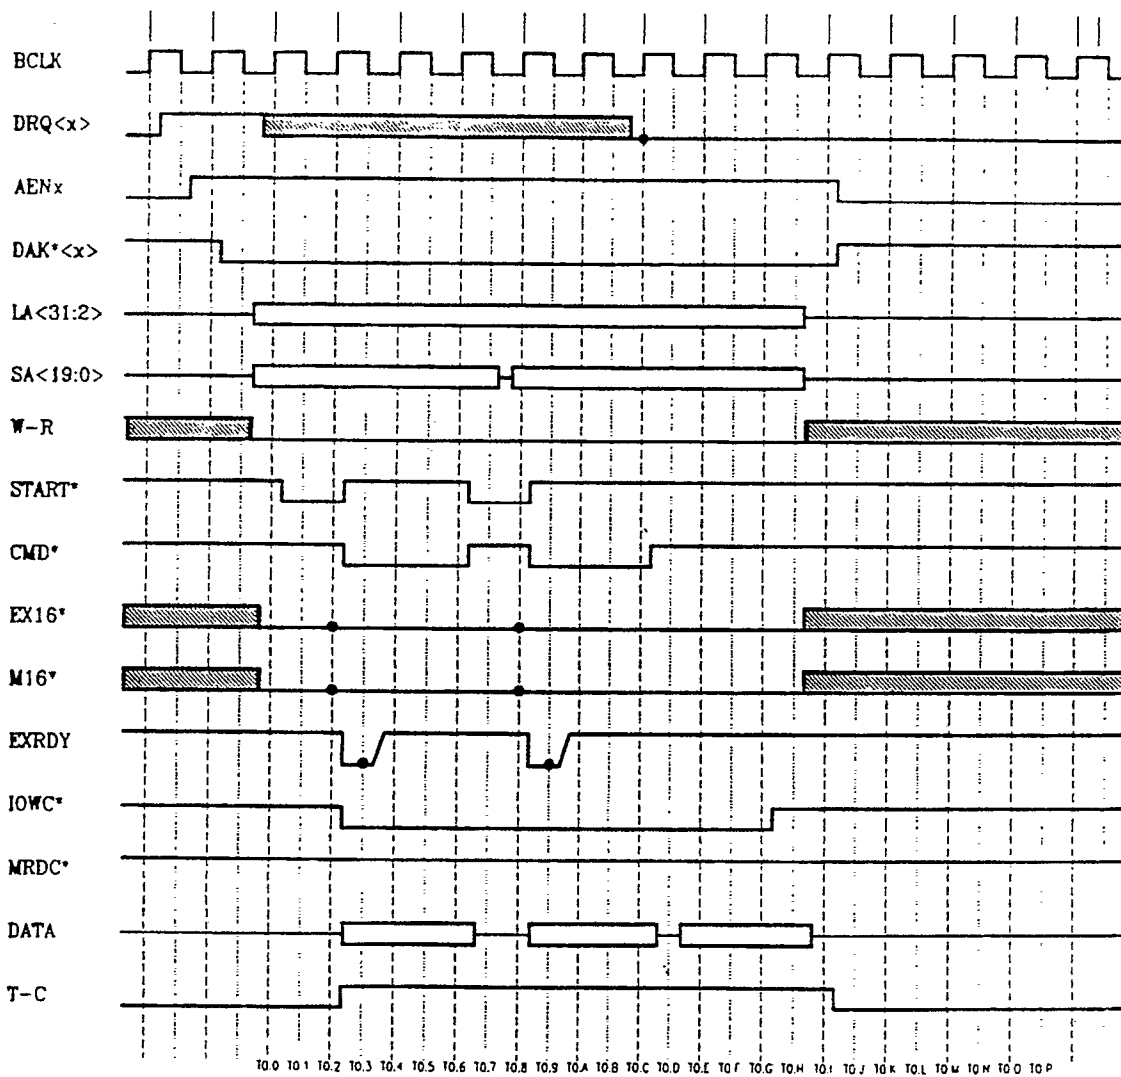 BCLK
DRQ<x>
AENx
DAK*<x>
LA<31:2>
SA<19:0>
W-R
START*
CMD*
EX16*
M16*
EXRDY
IOWC*
MRDC*
DATA
T-C
T0.0 T0.1 T0.2 T0.3 T0.4 T0.5 T0.6 T0.7 T0.8 T0.9 T0.A T0.B T0.C T0.D T0.E T0.F T0.G T0.H T0.I T0.J T0.K T0.L T0.M T0.N T0.O T0.P